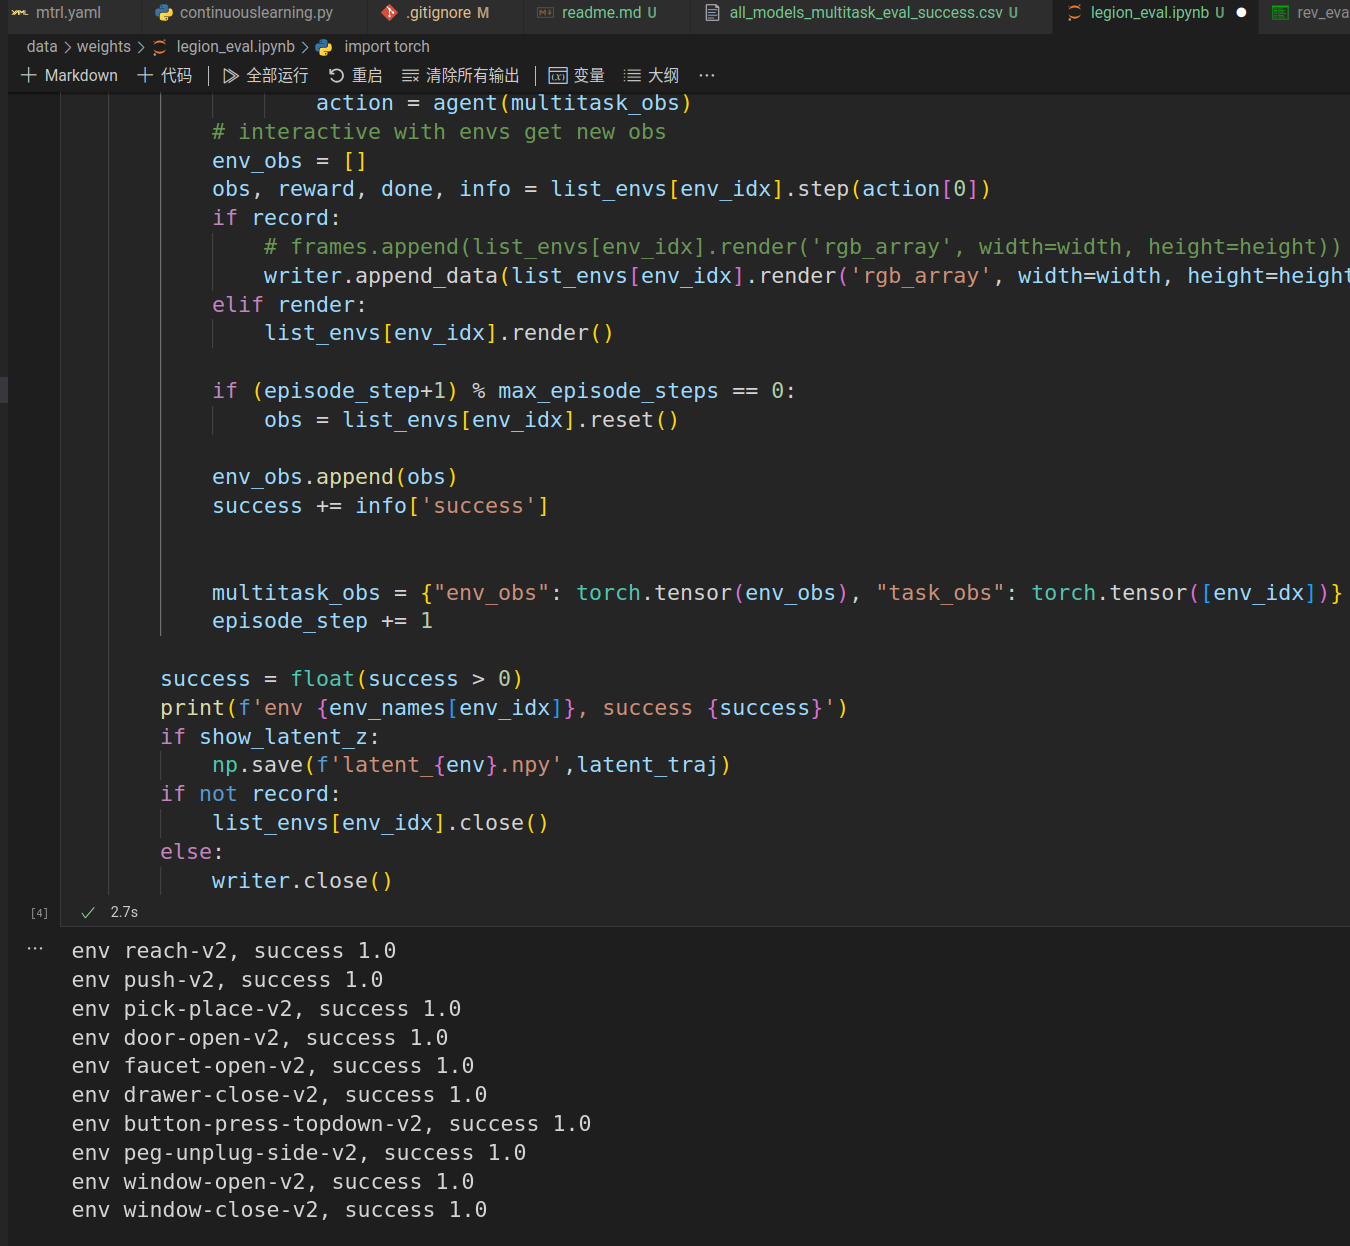 mtrl.yaml continuouslearning.py .gitignore M readme.md U all_models_multitask_eval_success.csv U legion_eval.ipynb U rev_eva
data > weights > legion_eval.ipynb > import torch
+ Markdown + 代码 全部运行 重启 清除所有输出 变量 大纲 ...
action = agent(multitask_obs)
# interactive with envs get new obs
env_obs = []
obs, reward, done, info = list_envs[env_idx].step(action[0])
if record:
# frames.append(list_envs[env_idx].render('rgb_array', width=width, height=height))
writer.append_data(list_envs[env_idx].render('rgb_array', width=width, height=height
elif render:
list_envs[env_idx].render()
if (episode_step+1) % max_episode_steps == 0:
obs = list_envs[env_idx].reset()
env_obs.append(obs)
success += info['success']
multitask_obs = {"env_obs": torch.tensor(env_obs), "task_obs": torch.tensor([env_idx])}
episode_step += 1
success = float(success > 0)
print(f'env {env_names[env_idx]}, success {success}')
if show_latent_z:
np.save(f'latent_{env}.npy',latent_traj)
if not record:
list_envs[env_idx].close()
else:
writer.close()
[4] ✓ 2.7s
... env reach-v2, success 1.0
env push-v2, success 1.0
env pick-place-v2, success 1.0
env door-open-v2, success 1.0
env faucet-open-v2, success 1.0
env drawer-close-v2, success 1.0
env button-press-topdown-v2, success 1.0
env peg-unplug-side-v2, success 1.0
env window-open-v2, success 1.0
env window-close-v2, success 1.0